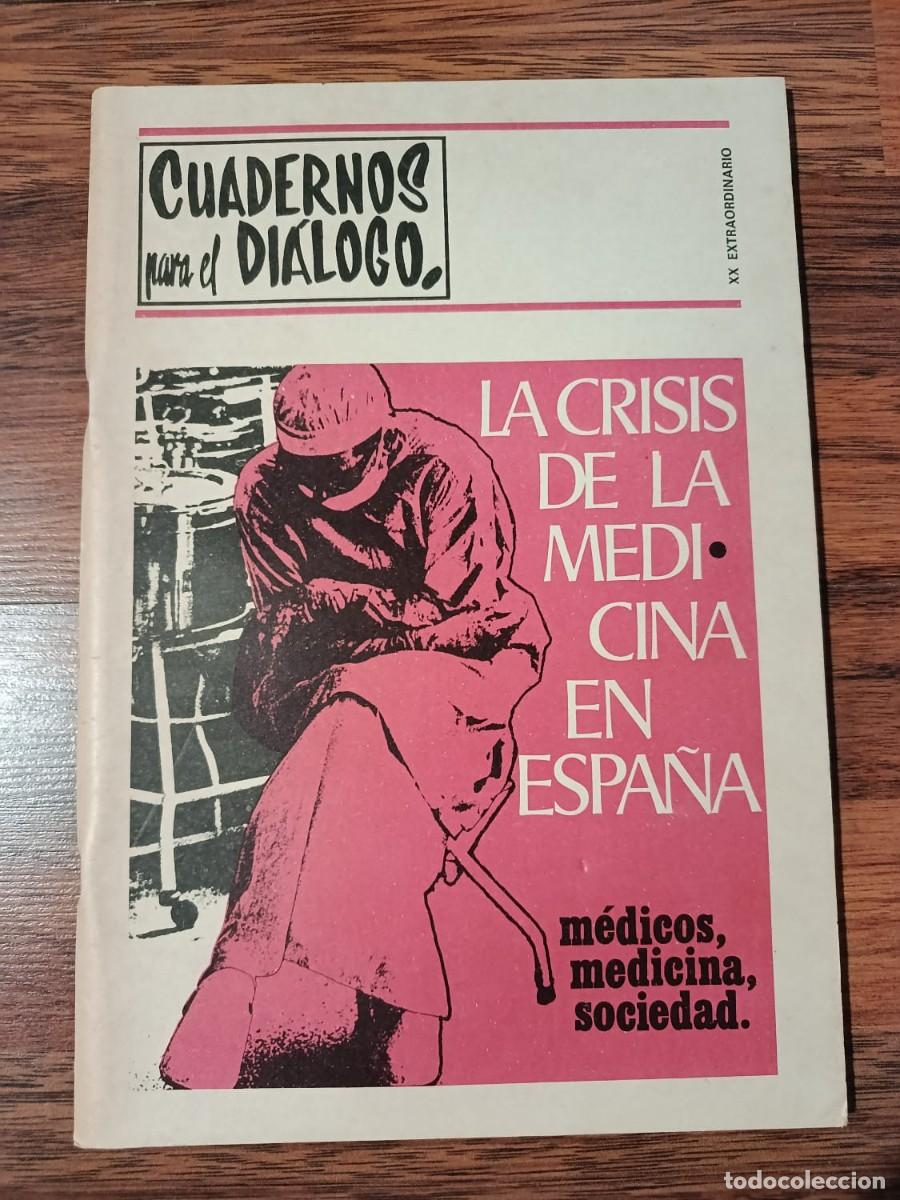 CUADERNOS
para el DIÁLOGO.
XX EXTRAORDINARIO
LA CRISIS
DE LA
MEDI•
CINA
EN
ESPAÑA
médicos,
medicina,
sociedad.
todocoleccion